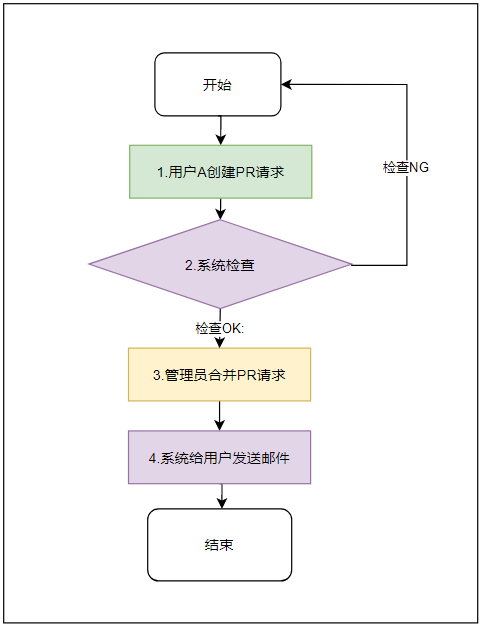 开始
1.用户A创建PR请求
检查NG
2.系统检查
检查OK:
3.管理员合并PR请求
4.系统给用户发送邮件
结束